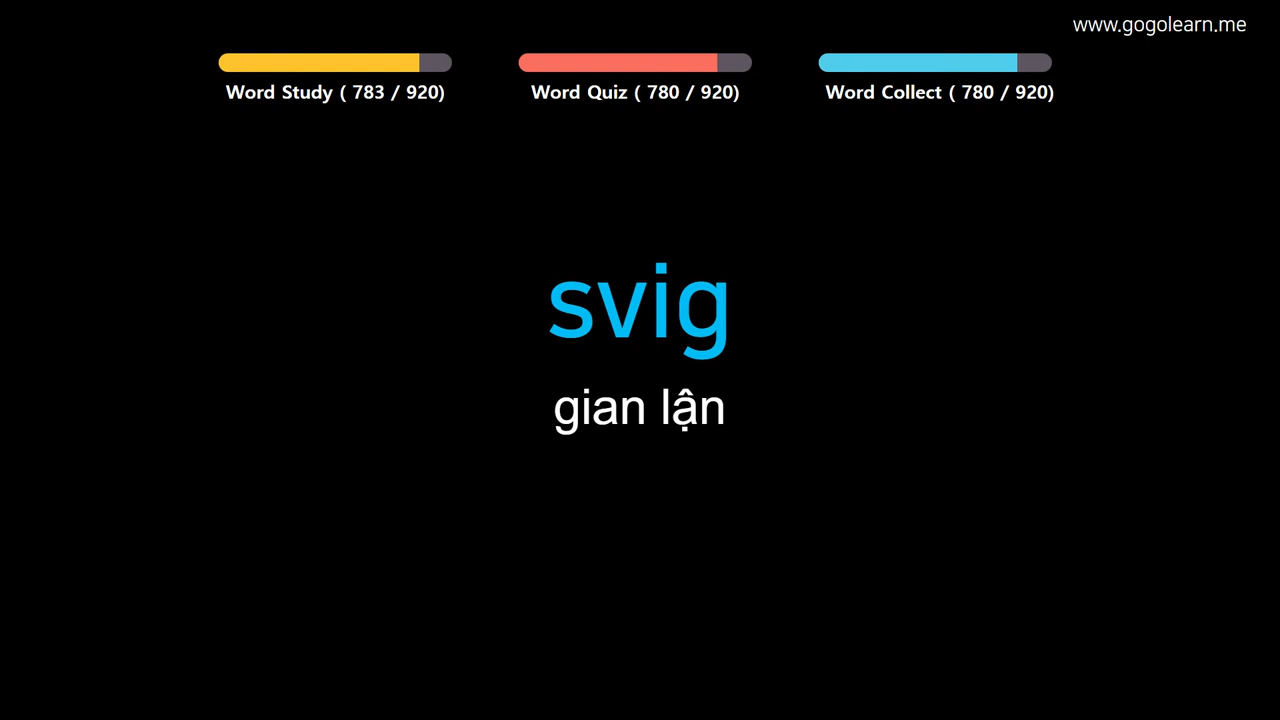 www.gogolearn.me
Word Study ( 783 / 920)
Word Quiz ( 780 / 920)
Word Collect ( 780 / 920)
svig
gian lận